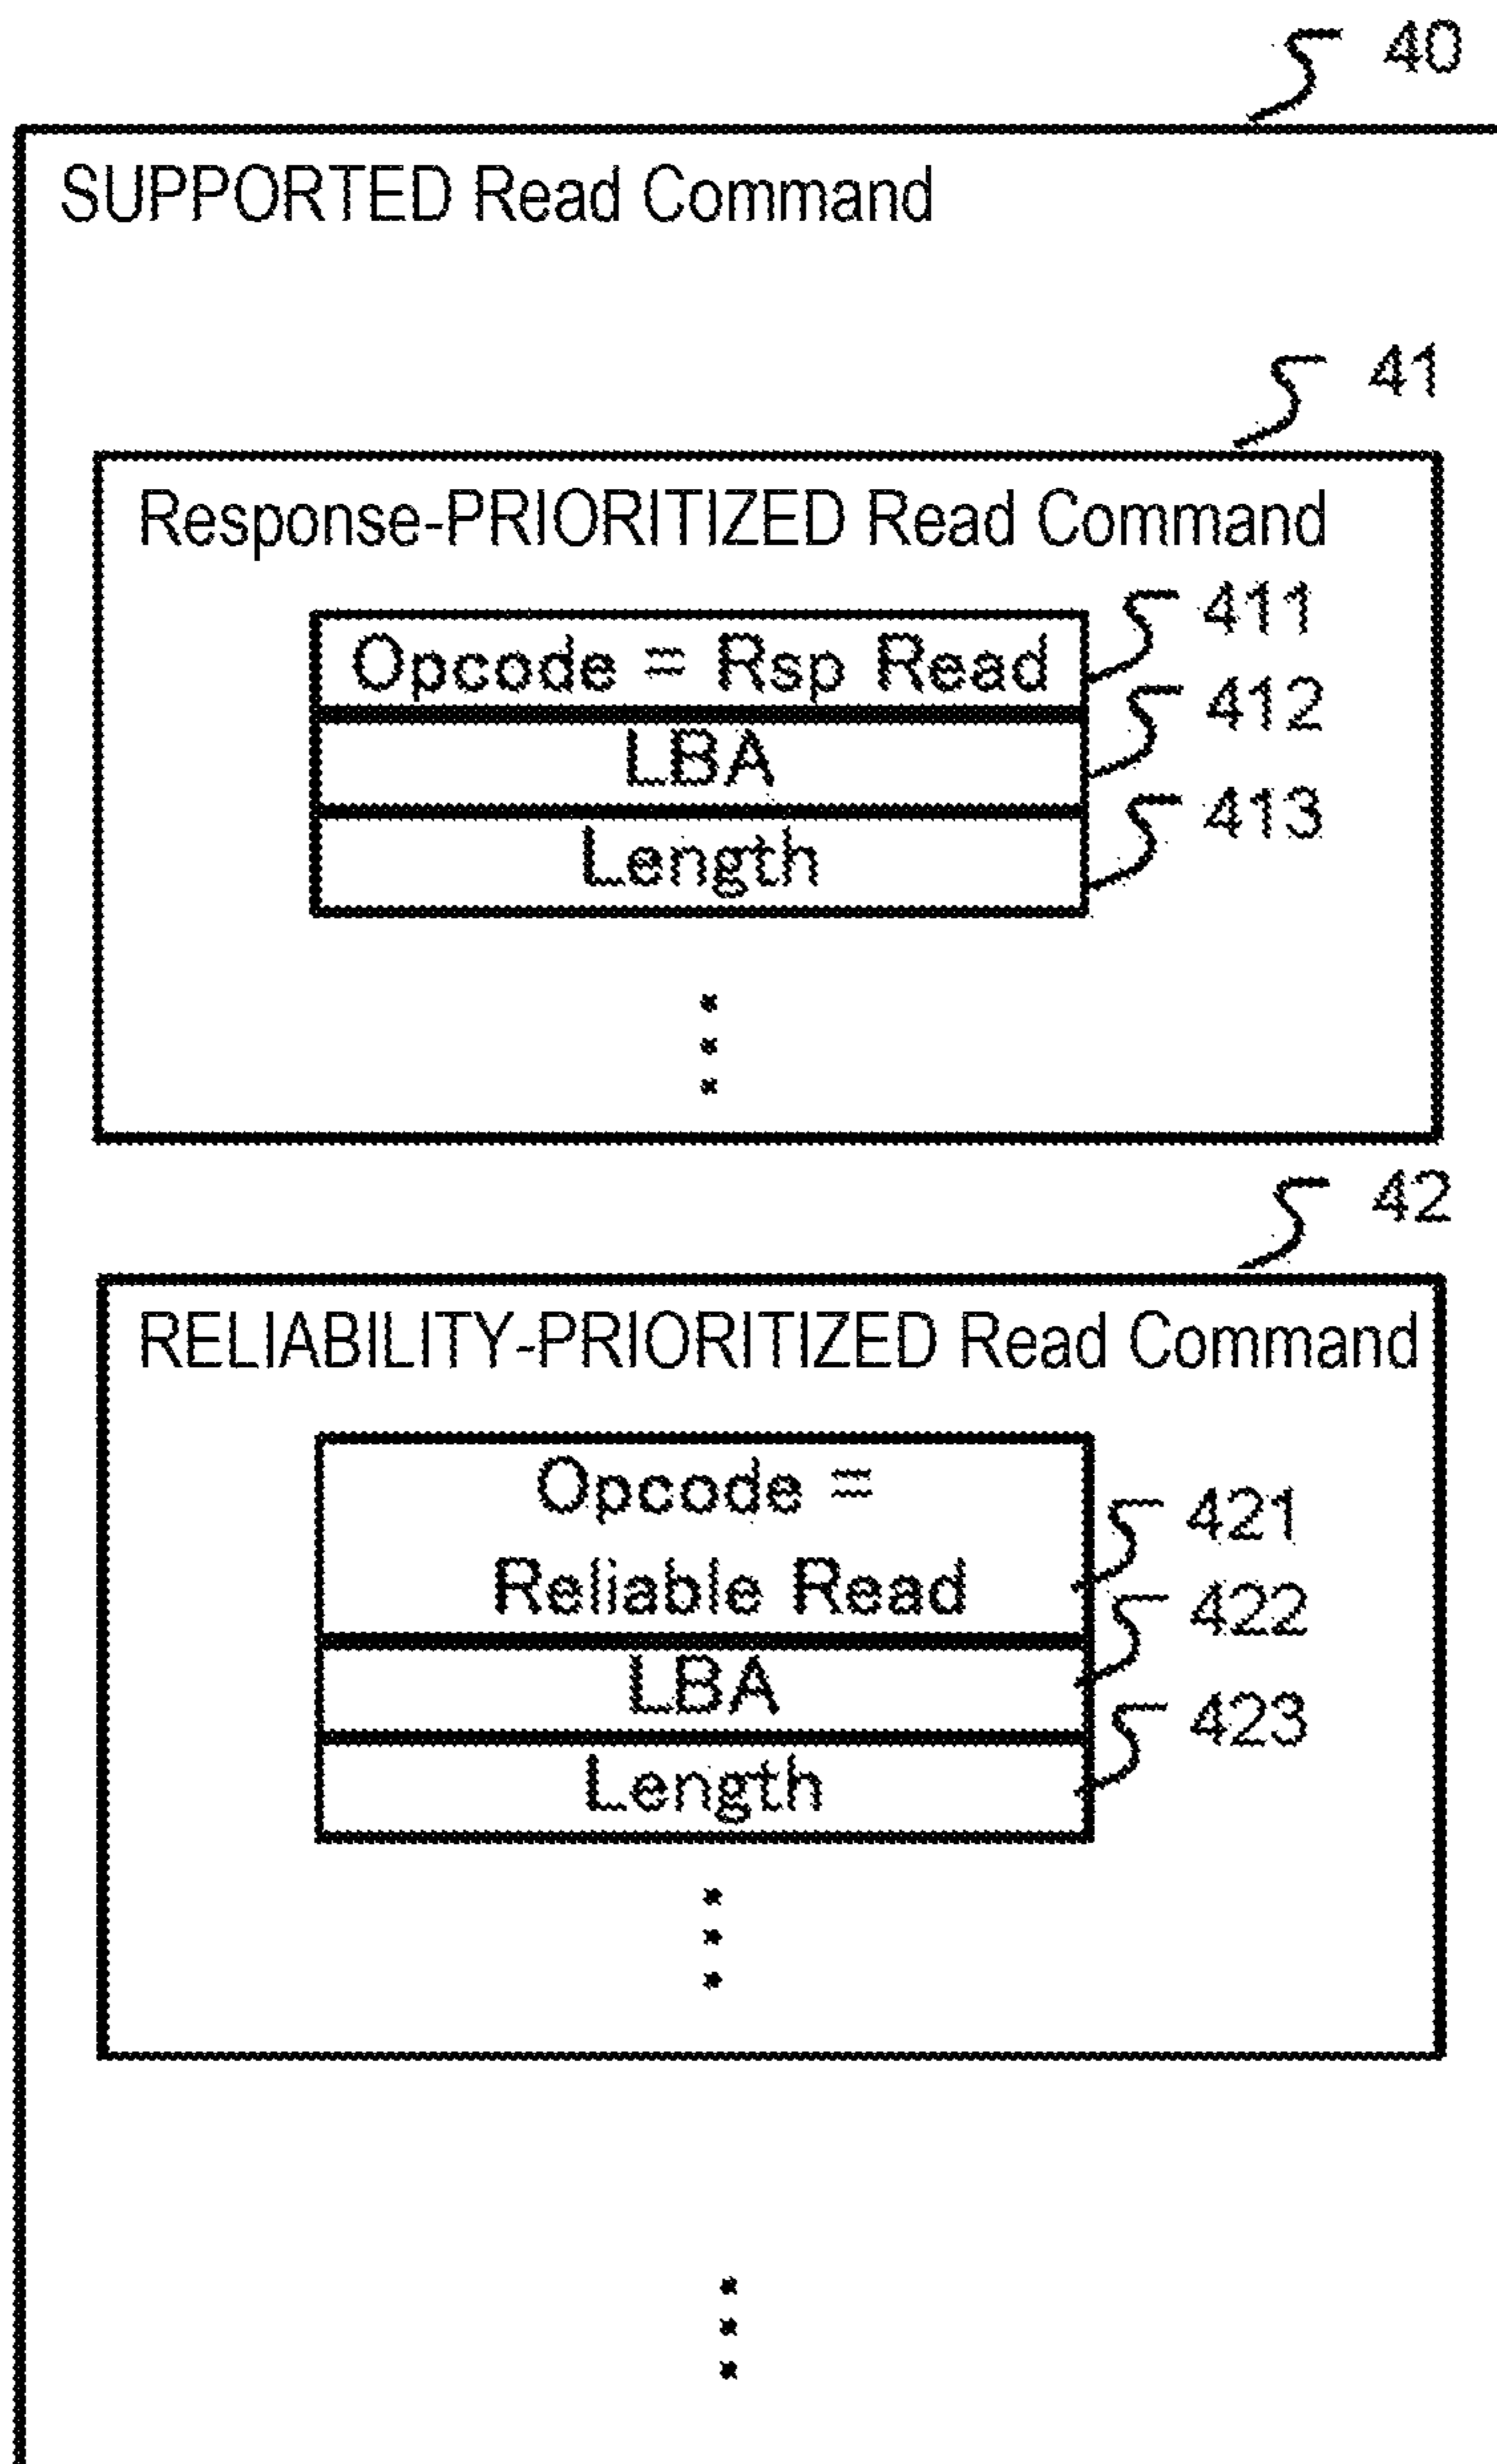 40
SUPPORTED Read Command
41
Response-PRIORITIZED Read Command
Opcode = Rsp Read
411
LBA
412
Length
413
42
RELIABILITY-PRIORITIZED Read Command
Opcode =
Reliable Read
421
LBA
422
Length
423